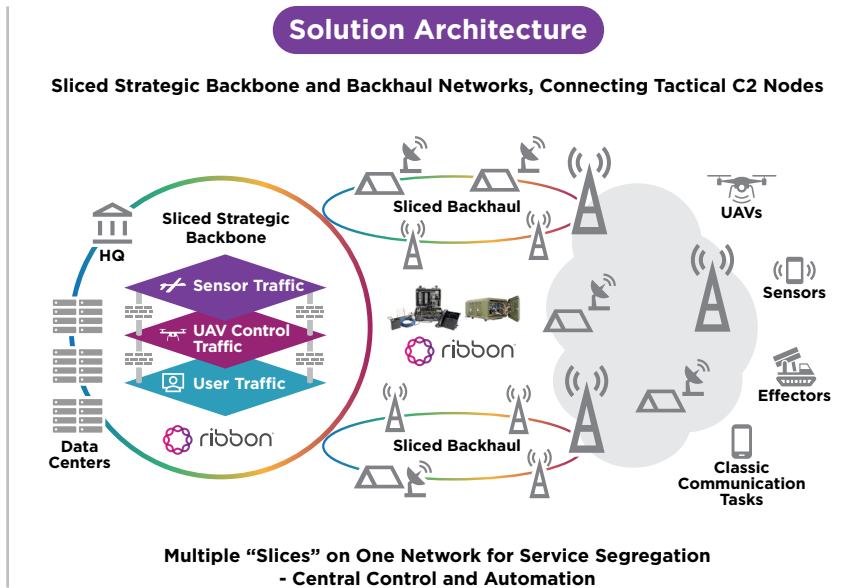 Solution Architecture
Sliced Strategic Backbone and Backhaul Networks, Connecting Tactical C2 Nodes
HQ
Sliced Strategic
Backbone
Sensor Traffic
UAV Control
Traffic
User Traffic
ribbon
Data
Centers
Sliced Backhaul
ribbon
Sliced Backhaul
UAVs
Sensors
Effectors
Classic
Communication
Tasks
Multiple “Slices” on One Network for Service Segregation
- Central Control and Automation